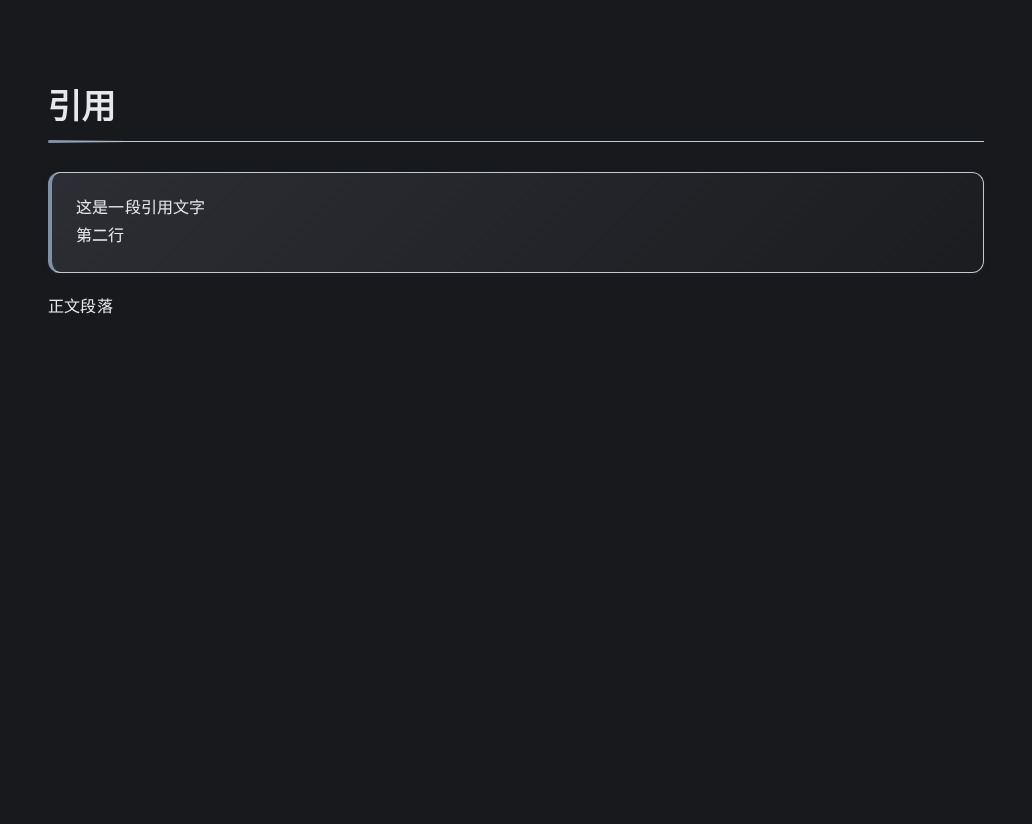 引用
这是一段引用文字
第二行
正文段落